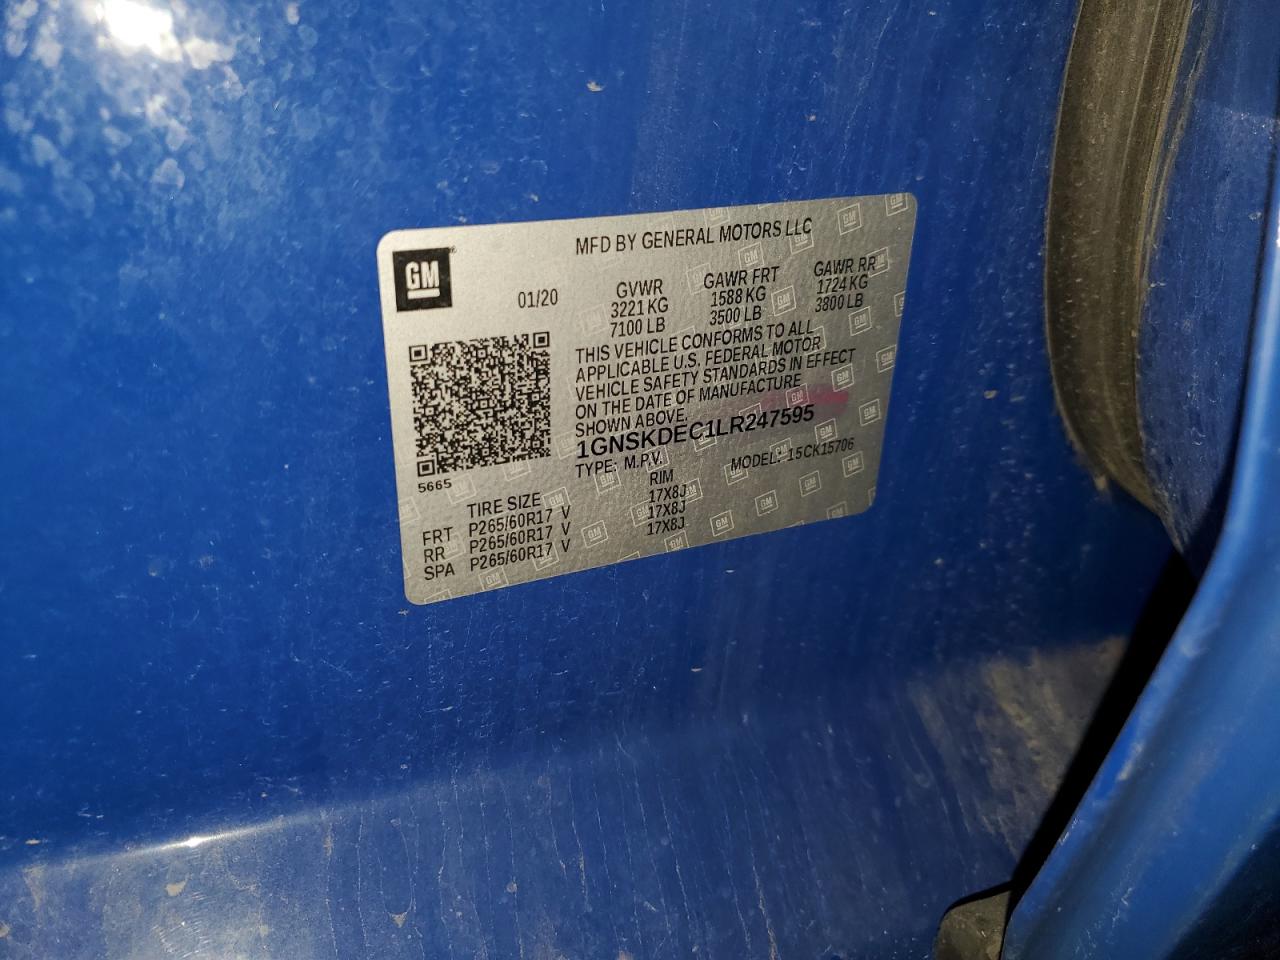 GM
MFD BY GENERAL MOTORS LLC
01/20
GVWR GAWR FRT GAWR RR
3221 KG 1588 KG 1724 KG
7100 LB 3500 LB 3800 LB
THIS VEHICLE CONFORMS TO ALL
APPLICABLE U.S. FEDERAL MOTOR
VEHICLE SAFETY STANDARDS IN EFFECT
ON THE DATE OF MANUFACTURE
SHOWN ABOVE.
1GNSKDEC1LR247595
TYPE: M.P.V. MODEL: 15CK15706
5665
TIRE SIZE RIM
FRT P265/60R17 V 17X8J
RR P265/60R17 V 17X8J
SPA P265/60R17 V 17X8J